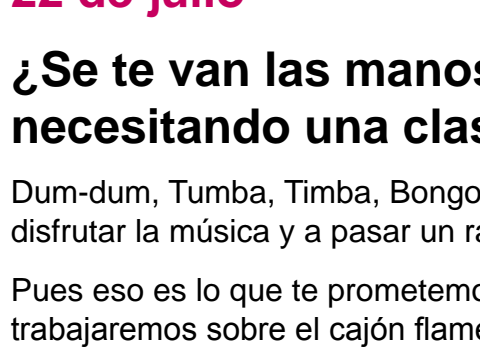 22 de julio
¿Se te van las manos
necesitando una clas
Dum-dum, Tumba, Timba, Bongo
disfrutar la música y a pasar un ra
Pues eso es lo que te prometemo
trabajaremos sobre el cajón flame